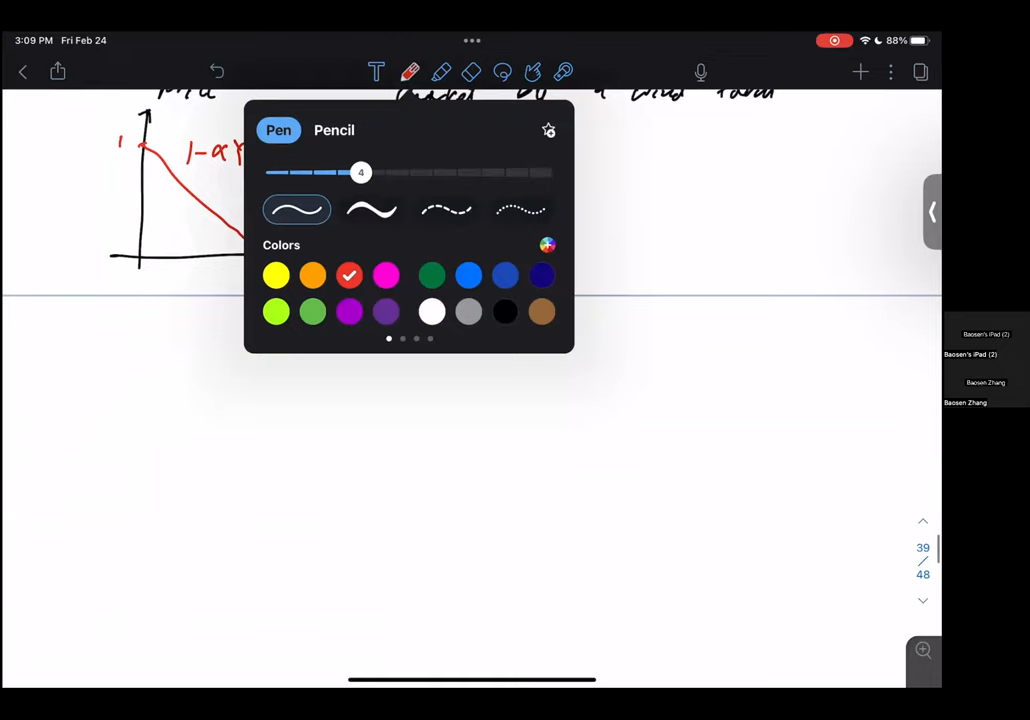 3:09 PM Fri Feb 24
88%
T
Pen Pencil
1
1-α
4
Colors
39
/
48
Baosen's iPad (2)
Baosen's iPad (2)
Baosen Zhang
Baosen Zhang